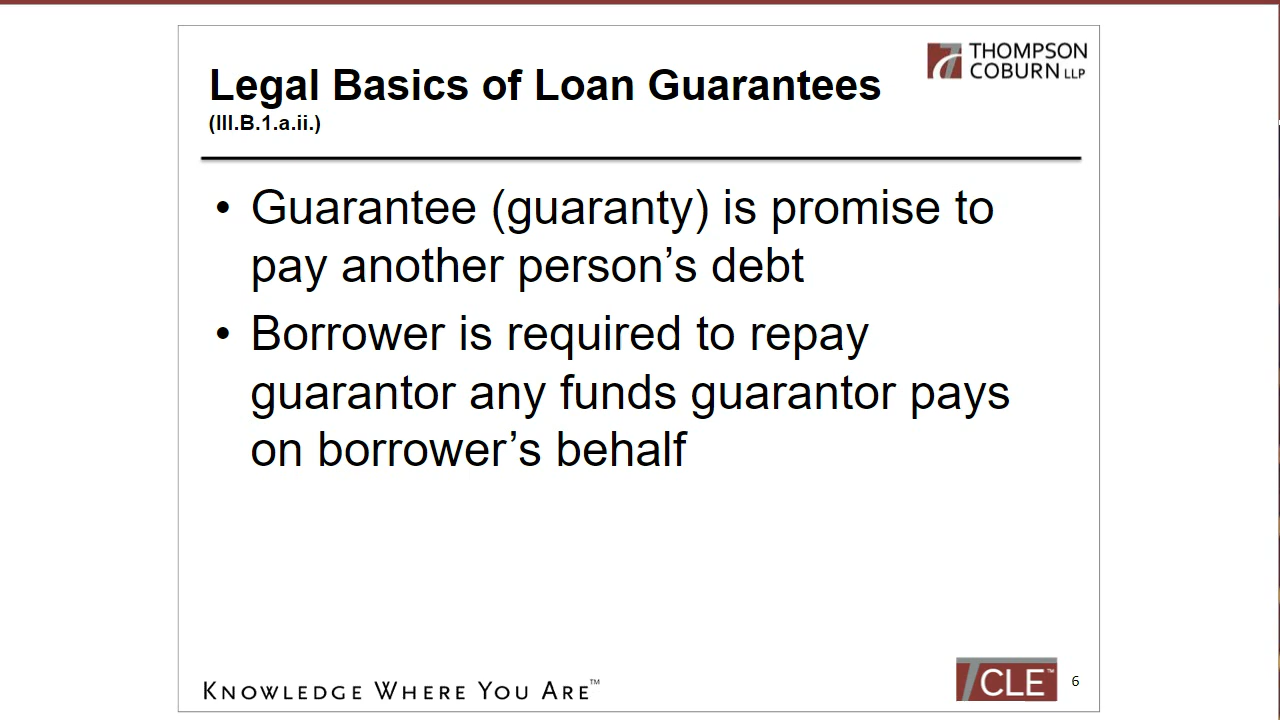 THOMPSON
COBURN LLP
Legal Basics of Loan Guarantees
(III.B.1.a.ii.)
• Guarantee (guaranty) is promise to
pay another person’s debt
• Borrower is required to repay
guarantor any funds guarantor pays
on borrower’s behalf
KNOWLEDGE WHERE YOU ARE™
CLE™
6